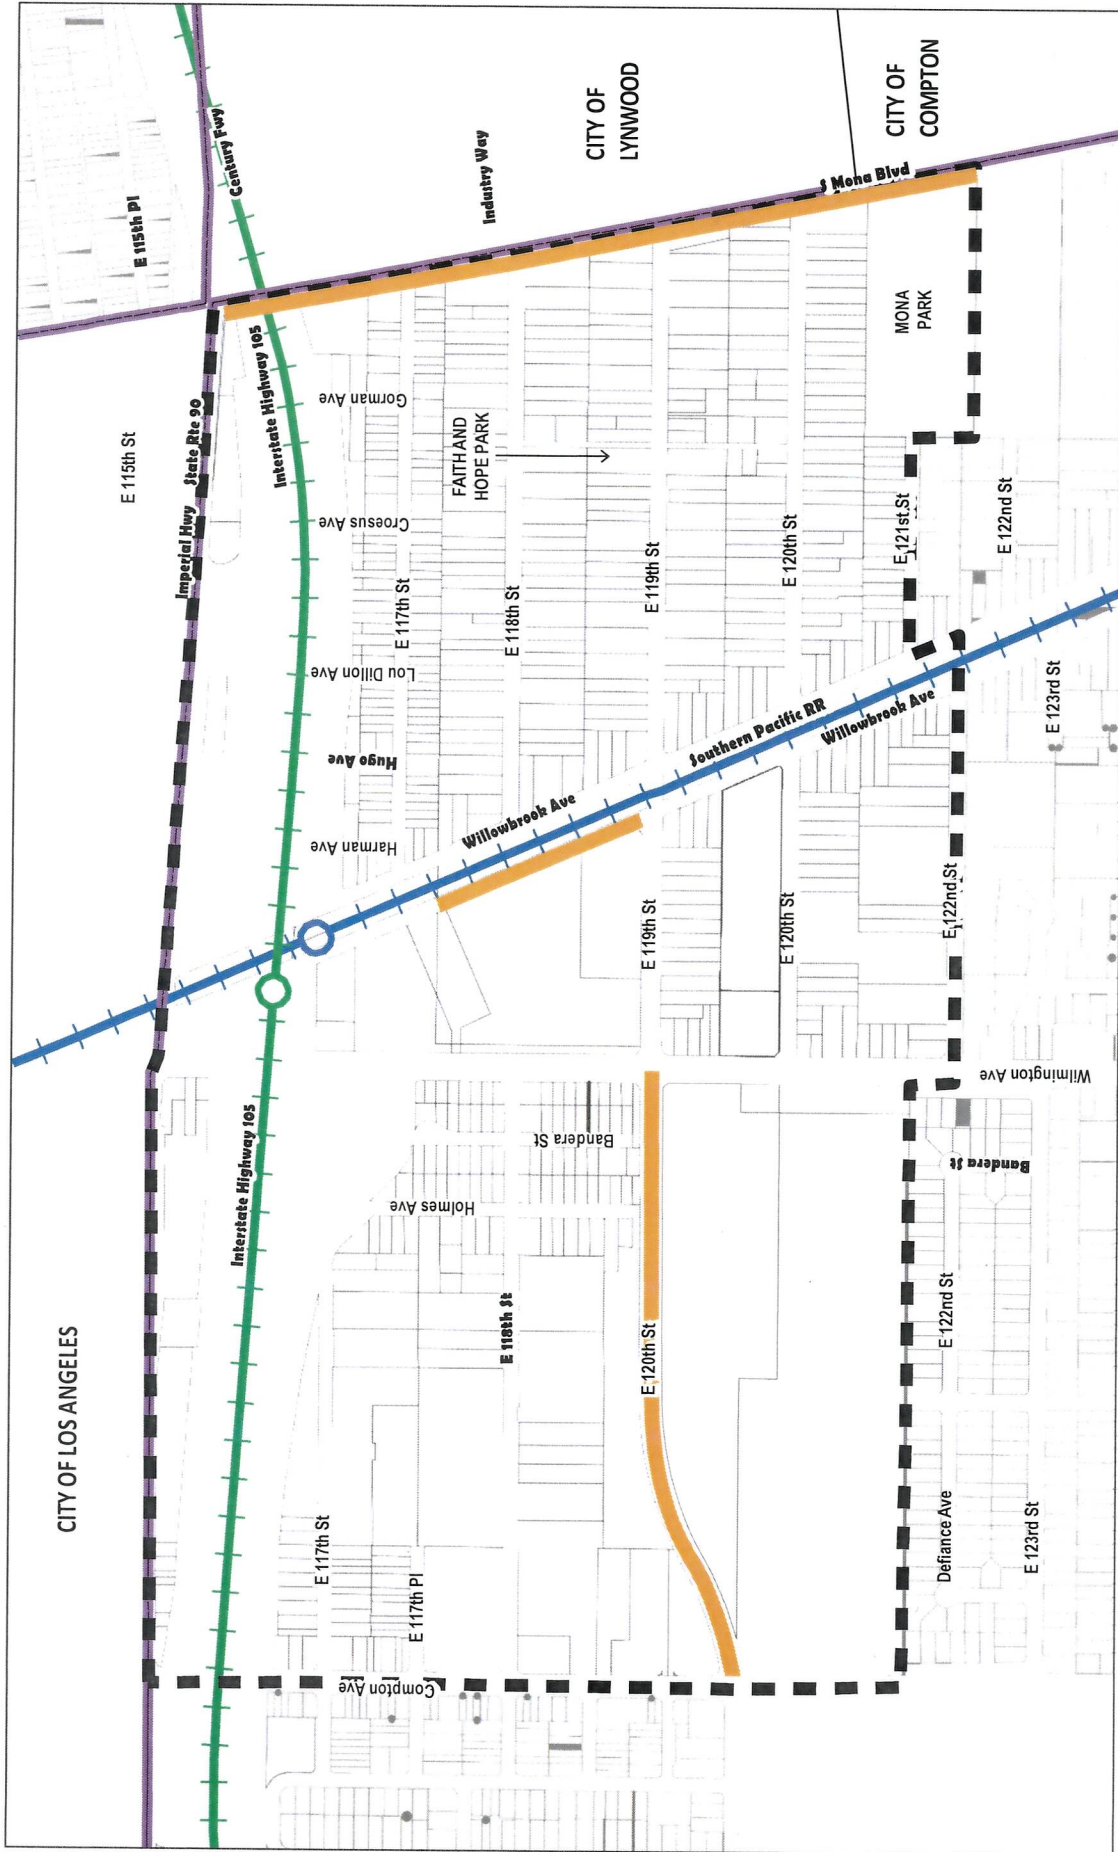 CITY OF LOS ANGELES
E 115th St
E 115th Pl
Imperial Hwy
State Rte 90
Century Fwy
Interstate Highway 105
Interstate Highway 105
Industry Way
CITY OF
LYNWOOD
CITY OF
COMPTON
S Mona Blvd
MONA
PARK
FAITH AND
HOPE PARK
Gorman Ave
Croesus Ave
Lou Dillon Ave
Hugo Ave
Harman Ave
E 117th St
E 118th St
E 119th St
E 120th St
E 121st St
E 122nd St
E 123rd St
Southern Pacific RR
Willowbrook Ave
Willowbrook Ave
E 119th St
E 120th St
E 122nd St
Wilmington Ave
Bandera St
Bandera St
Holmes Ave
E 118th St
E 120th St
E 122nd St
Defiance Ave
E 123rd St
E 117th St
E 117th Pl
Compton Ave